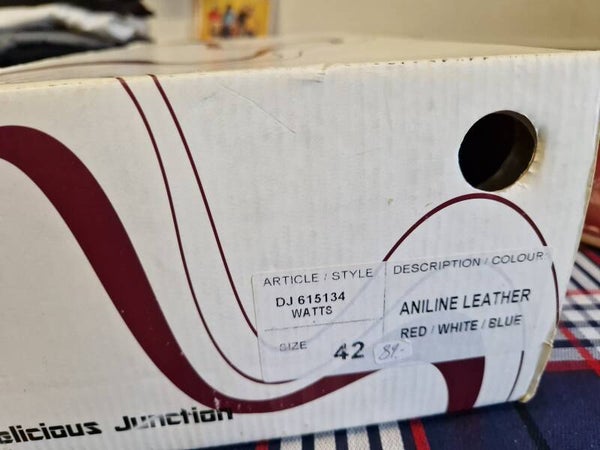 ARTICLE / STYLE
DJ 615134
WATTS
SIZE
42
DESCRIPTION / COLOUR
ANILINE LEATHER
RED / WHITE / BLUE
89.-
elicious Junction